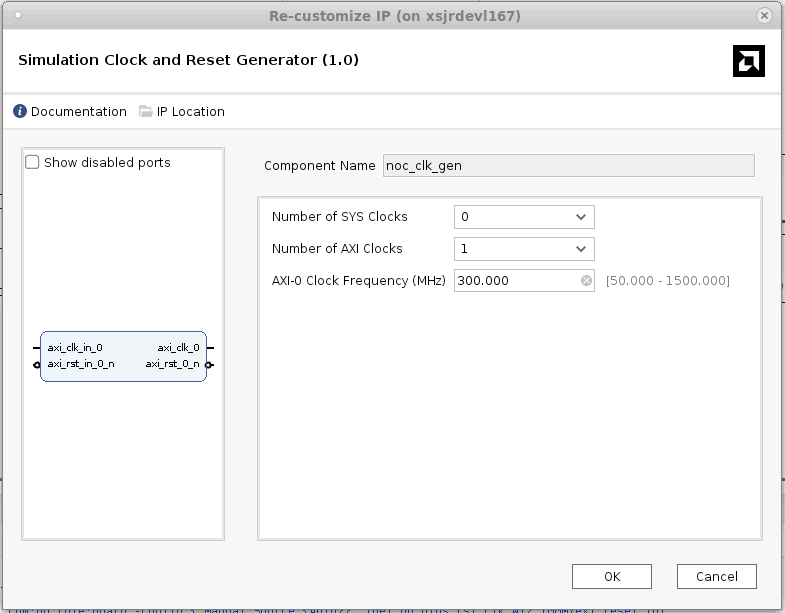 Re-customize IP (on xsjrdevl167)
Simulation Clock and Reset Generator (1.0)
Documentation IP Location
Show disabled ports
Component Name noc_clk_gen
Number of SYS Clocks 0
Number of AXI Clocks 1
AXI-0 Clock Frequency (MHz) 300.000 [50.000 - 1500.000]
axi_clk_in_0 axi_clk_0
axi_rst_in_0_n axi_rst_0_n
OK Cancel